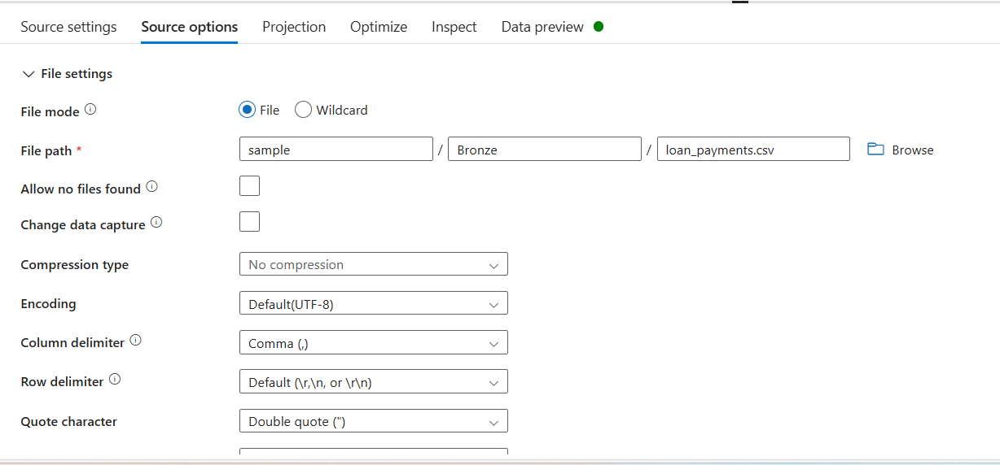 Source settings Source options Projection Optimize Inspect Data preview
File settings
File mode File Wildcard
File path * sample / Bronze / loan_payments.csv Browse
Allow no files found
Change data capture
Compression type No compression
Encoding Default(UTF-8)
Column delimiter Comma (,)
Row delimiter Default (\r,\n, or \r\n)
Quote character Double quote (")